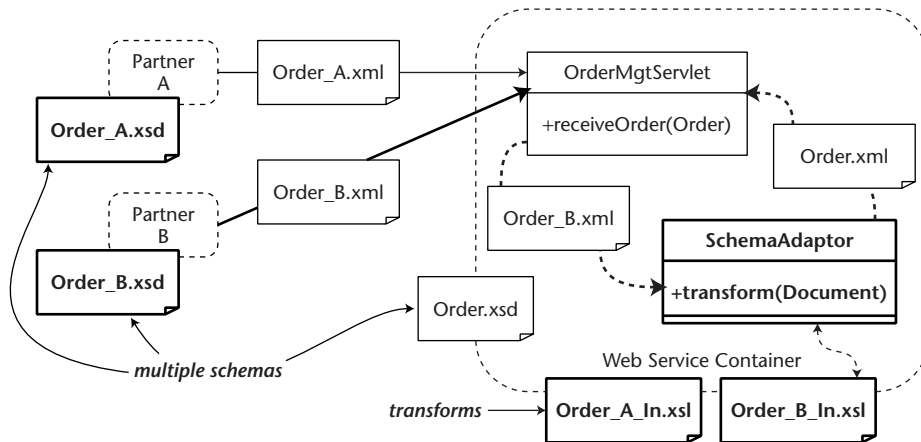 Partner
A
Order_A.xml
OrderMgtServlet
+receiveOrder(Order)
Order_A.xsd
Order.xml
Order_B.xml
Partner
B
Order_B.xml
SchemaAdaptor
+transform(Document)
Order_B.xsd
Order.xsd
multiple schemas
Web Service Container
transforms
Order_A_In.xsl
Order_B_In.xsl